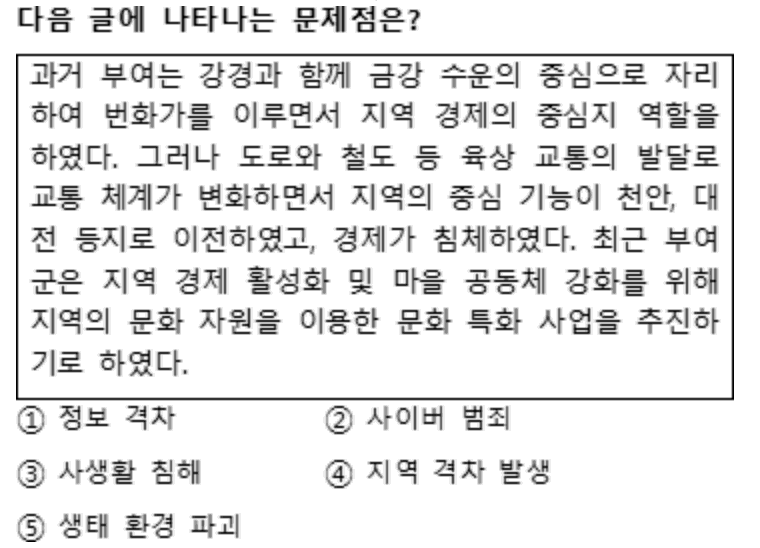 다음 글에 나타나는 문제점은?
과거 부여는 강경과 함께 금강 수운의 중심으로 자리
하여 번화가를 이루면서 지역 경제의 중심지 역할을
하였다. 그러나 도로와 철도 등 육상 교통의 발달로
교통 체계가 변화하면서 지역의 중심 기능이 천안, 대
전 등지로 이전하였고, 경제가 침체하였다. 최근 부여
군은 지역 경제 활성화 및 마을 공동체 강화를 위해
지역의 문화 자원을 이용한 문화 특화 사업을 추진하
기로 하였다.
① 정보 격차 ② 사이버 범죄
③ 사생활 침해 ④ 지역 격차 발생
⑤ 생태 환경 파괴